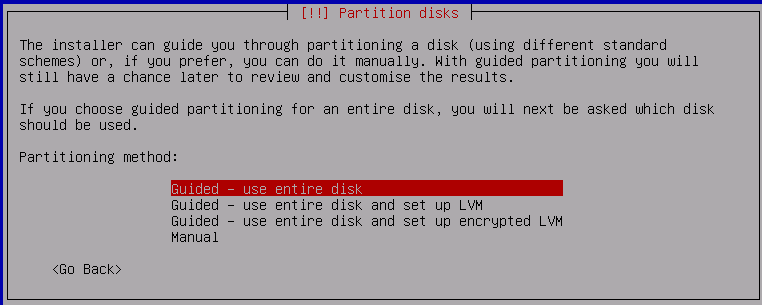 [!!] Partition disks
The installer can guide you through partitioning a disk (using different standard
schemes) or, if you prefer, you can do it manually. With guided partitioning you will
still have a chance later to review and customise the results.
If you choose guided partitioning for an entire disk, you will next be asked which disk
should be used.
Partitioning method:
Guided - use entire disk
Guided - use entire disk and set up LVM
Guided - use entire disk and set up encrypted LVM
Manual
<Go Back>